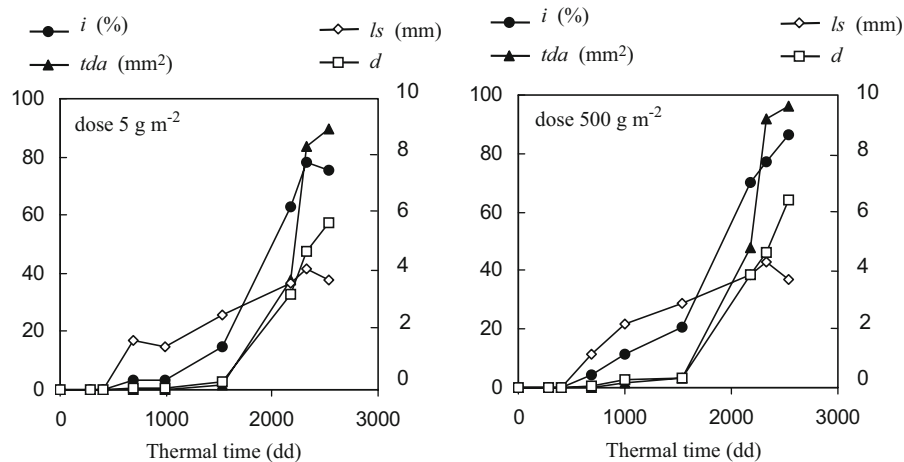 i (%)
ls (mm)
tda (mm²)
d
dose 5 g m⁻²
100
80
60
40
20
0
10
8
6
4
2
0
0 1000 2000 3000
Thermal time (dd)
i (%)
ls (mm)
tda (mm²)
d
dose 500 g m⁻²
100
80
60
40
20
0
10
8
6
4
2
0
0 1000 2000 3000
Thermal time (dd)